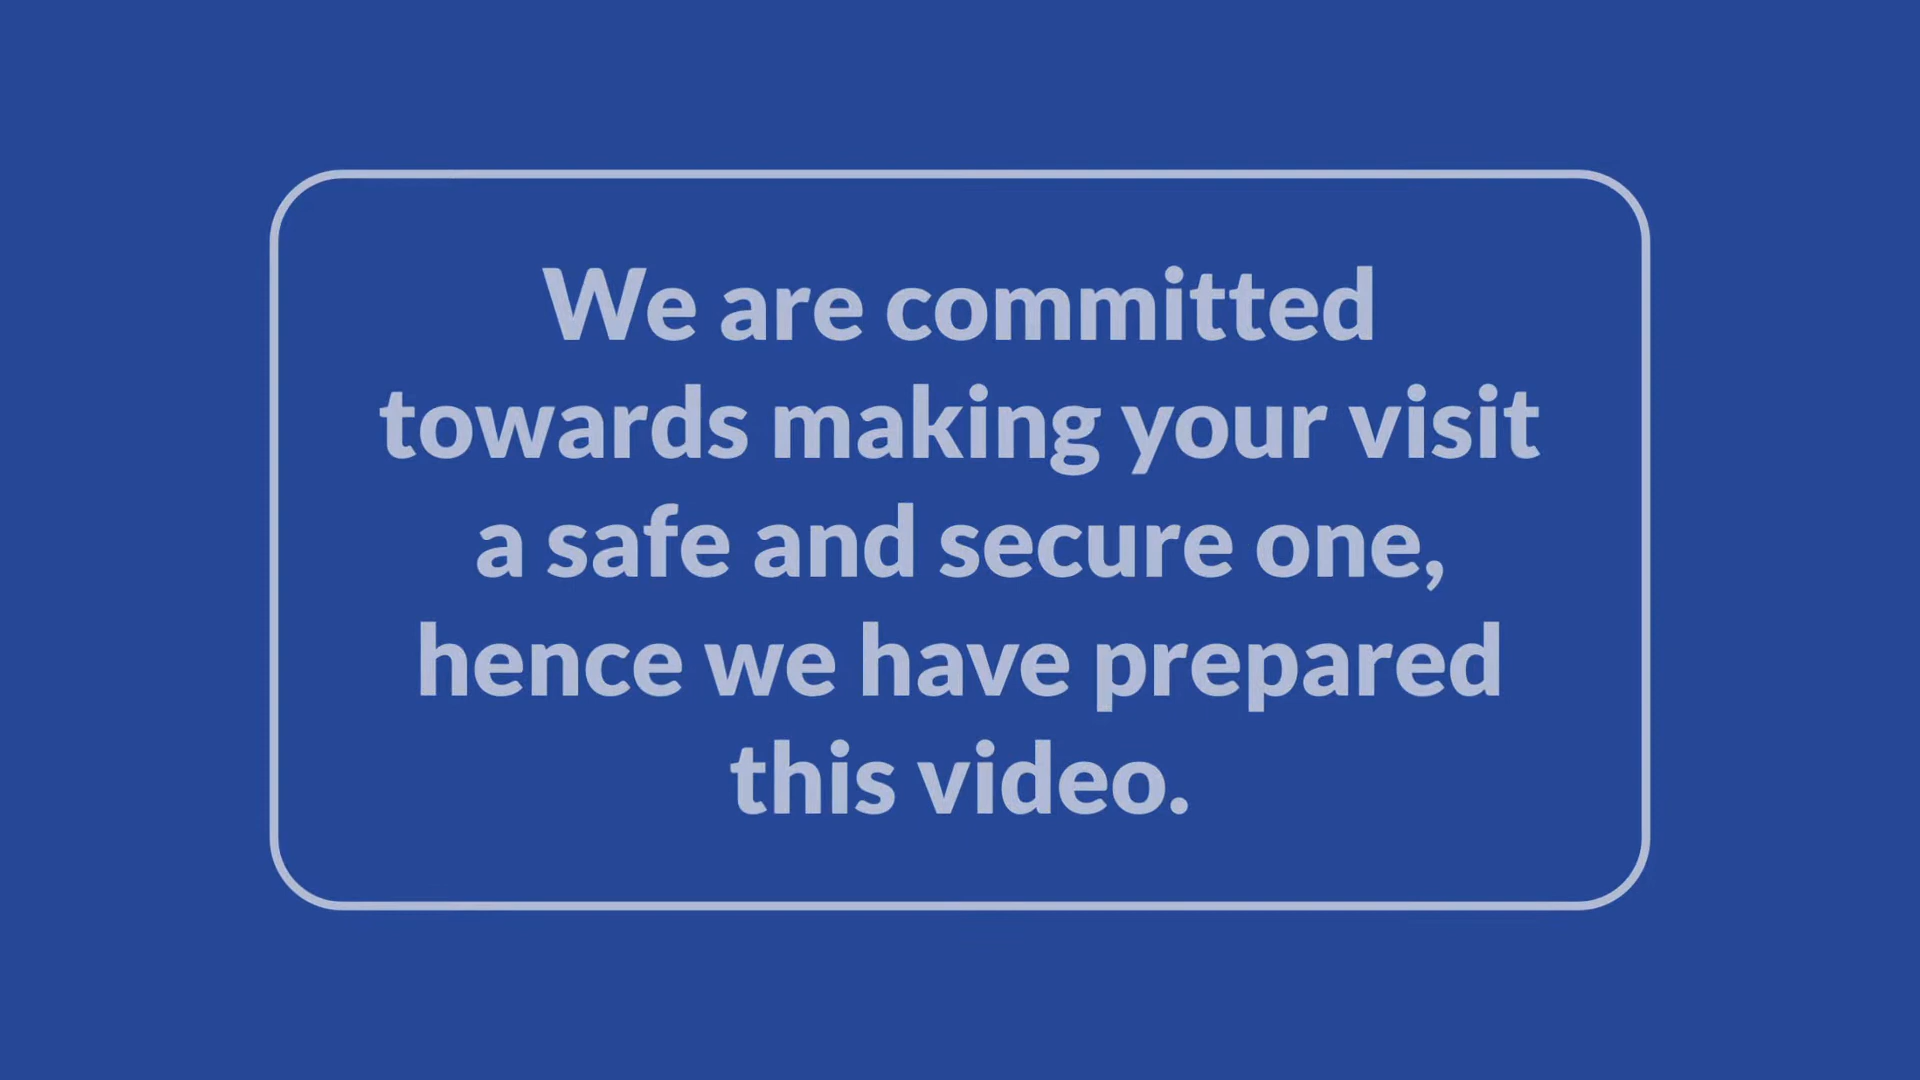 We are committed
towards making your visit
a safe and secure one,
hence we have prepared
this video.